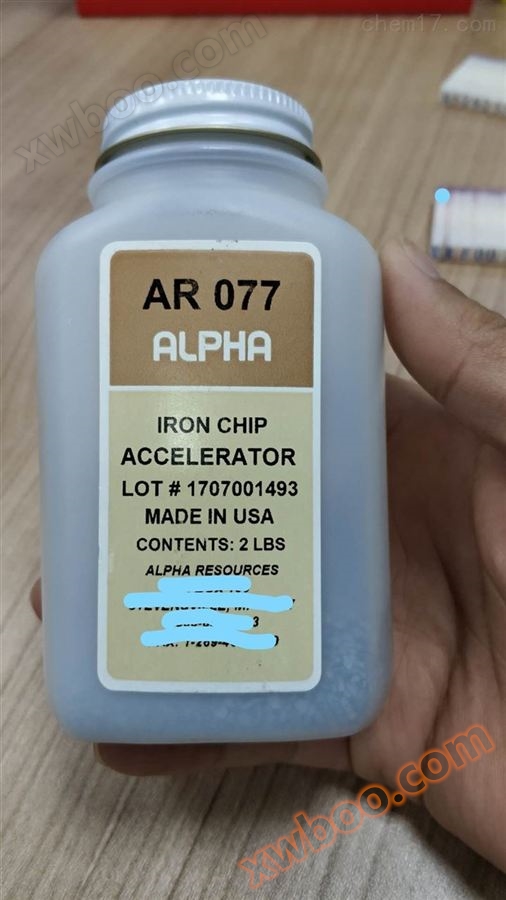 chem17.com
xwboo.com
AR 077
ALPHA
IRON CHIP
ACCELERATOR
LOT # 1707001493
MADE IN USA
CONTENTS: 2 LBS
ALPHA RESOURCES
xwboo.com